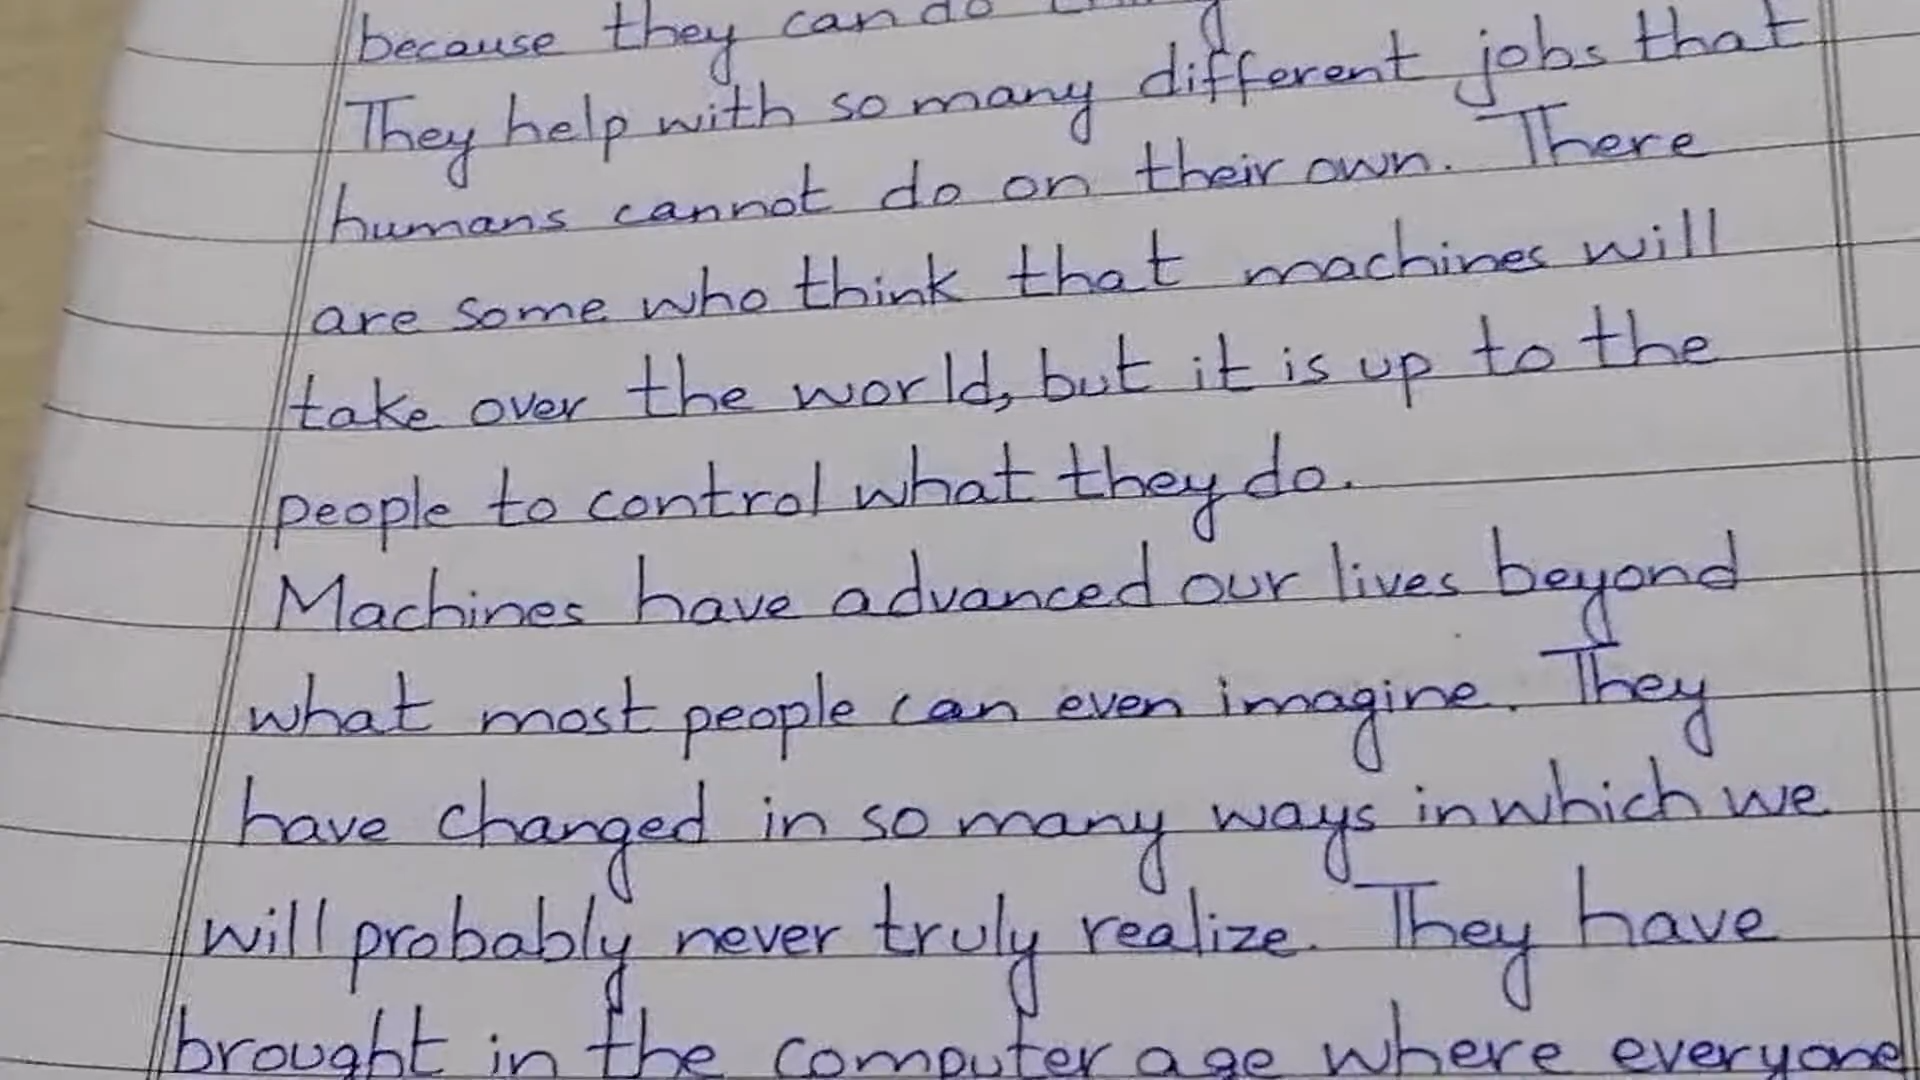 because they can do
They help with so many different jobs that
humans cannot do on their own. There
are some who think that machines will
take over the world, but it is up to the
people to control what they do.
Machines have advanced our lives beyond
what most people can even imagine. They
have changed in so many ways in which we
will probably never truly realize. They have
brought in the computer age where everyone